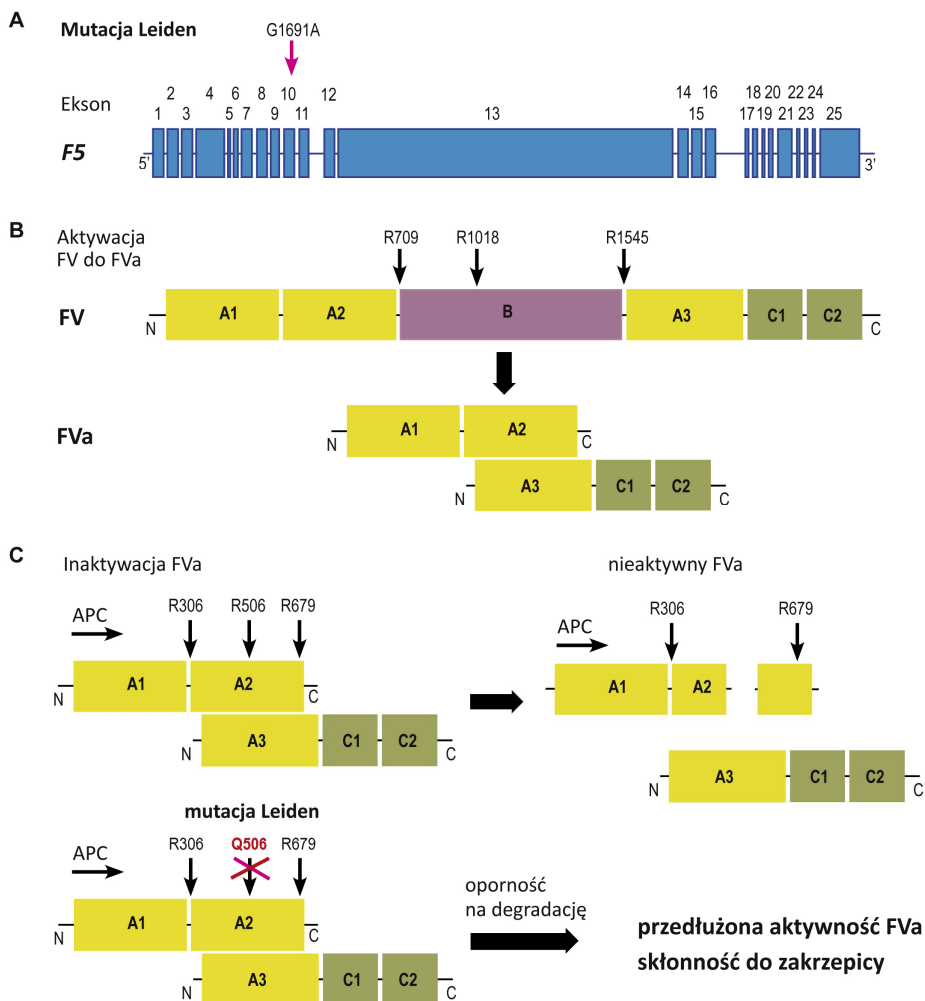 A
Mutacja Leiden
G1691A
Ekson
1 2 3 4 5 6 7 8 9 10 11 12 13 14 15 16 17 18 19 20 21 22 23 24 25
F5
5' 3'
B
Aktywacja
FV do FVa
R709 R1018 R1545
FV
N A1 A2 B A3 C1 C2 C
FVa
N A1 A2 C
N A3 C1 C2 C
C
Inaktywacja FVa
APC R306 R506 R679
N A1 A2 C
N A3 C1 C2 C
nieaktywny FVa
APC R306 R679
A1 A2
N A3 C1 C2 C
mutacja Leiden
APC R306 Q506 R679
N A1 A2 C
N A3 C1 C2 C
oporność
na degradację
przedłużona aktywność FVa
skłonność do zakrzepicy